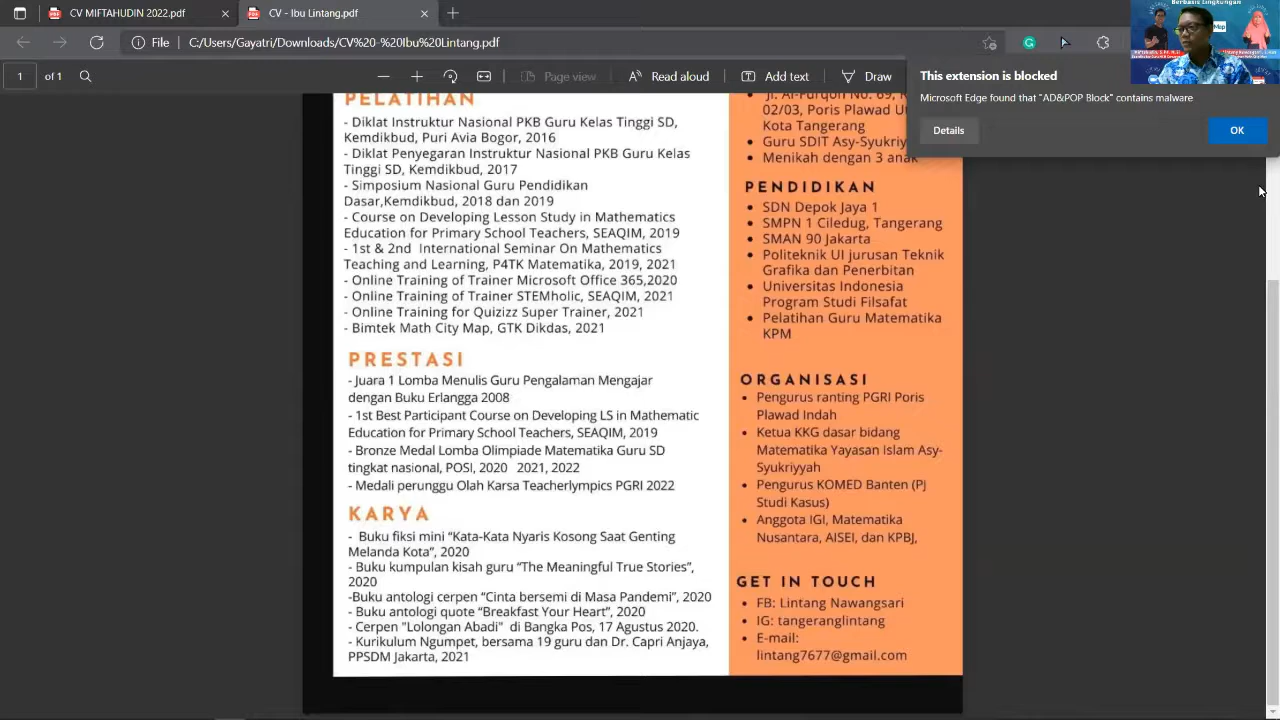 CV MIFTAHUDIN 2022.pdf
CV - Ibu Lintang.pdf
File
C:/Users/Gayatri/Downloads/CV%20-%20Ibu%20Lintang.pdf
1 of 1
Page view
Read aloud
Add text
Draw
Berbasis Lingkungan
This extension is blocked
Microsoft Edge found that "AD&POP Block" contains malware
Details
OK
PELATIHAN
- Diklat Instruktur Nasional PKB Guru Kelas Tinggi SD,
Kemdikbud, Puri Avia Bogor, 2016
- Diklat Penyegaran Instruktur Nasional PKB Guru Kelas
Tinggi SD, Kemdikbud, 2017
- Simposium Nasional Guru Pendidikan
Dasar,Kemdikbud, 2018 dan 2019
- Course on Developing Lesson Study in Mathematics
Education for Primary School Teachers, SEAQIM, 2019
- 1st & 2nd International Seminar On Mathematics
Teaching and Learning, P4TK Matematika, 2019, 2021
- Online Training of Trainer Microsoft Office 365,2020
- Online Training of Trainer STEMholic, SEAQIM, 2021
- Online Training for Quizizz Super Trainer, 2021
- Bimtek Math City Map, GTK Dikdas, 2021
PRESTASI
- Juara 1 Lomba Menulis Guru Pengalaman Mengajar
dengan Buku Erlangga 2008
- 1st Best Participant Course on Developing LS in Mathematic
Education for Primary School Teachers, SEAQIM, 2019
- Bronze Medal Lomba Olimpiade Matematika Guru SD
tingkat nasional, POSI, 2020 2021, 2022
- Medali perunggu Olah Karsa Teacherlympics PGRI 2022
KARYA
- Buku fiksi mini “Kata-Kata Nyaris Kosong Saat Genting
Melanda Kota”, 2020
- Buku kumpulan kisah guru “The Meaningful True Stories”,
2020
-Buku antologi cerpen “Cinta bersemi di Masa Pandemi”, 2020
- Buku antologi quote “Breakfast Your Heart”, 2020
- Cerpen "Lolongan Abadi" di Bangka Pos, 17 Agustus 2020.
- Kurikulum Ngumpet, bersama 19 guru dan Dr. Capri Anjaya,
PPSDM Jakarta, 2021
Jl. Al-Furqon No. 69,
02/03, Poris Plawad
Kota Tangerang
Guru SDIT Asy-Syukriy
Menikah dengan 3 anak
PENDIDIKAN
SDN Depok Jaya 1
SMPN 1 Ciledug, Tangerang
SMAN 90 Jakarta
Politeknik UI jurusan Teknik
Grafika dan Penerbitan
Universitas Indonesia
Program Studi Filsafat
Pelatihan Guru Matematika
KPM
ORGANISASI
Pengurus ranting PGRI Poris
Plawad Indah
Ketua KKG dasar bidang
Matematika Yayasan Islam Asy-
Syukriyyah
Pengurus KOMED Banten (Pj
Studi Kasus)
Anggota IGI, Matematika
Nusantara, AISEI, dan KPBJ,
GET IN TOUCH
FB: Lintang Nawangsari
IG: tangeranglintang
E-mail:
lintang7677@gmail.com